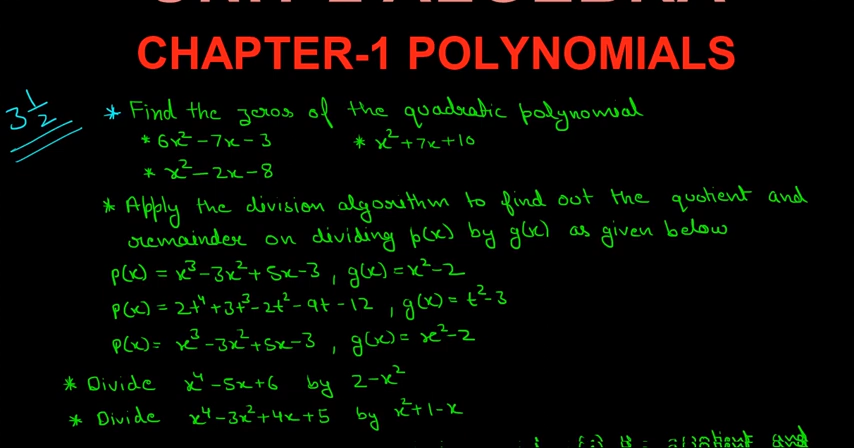 CHAPTER-1 POLYNOMIALS
3 1/2
* Find the zeros of the quadratic polynomial
* 6x² - 7x - 3 * x² + 7x + 10
* x² - 2x - 8
* Apply the division algorithm to find out the quotient and
remainder on dividing p(x) by g(x) as given below
p(x) = x³ - 3x² + 5x - 3 , g(x) = x² - 2
p(x) = 2t⁴ + 3t³ - 2t² - 9t - 12 , g(x) = t² - 3
p(x) = x³ - 3x² + 5x - 3 , g(x) = x² - 2
* Divide x⁴ - 5x + 6 by 2 - x²
* Divide x⁴ - 3x² + 4x + 5 by x² + 1 - x